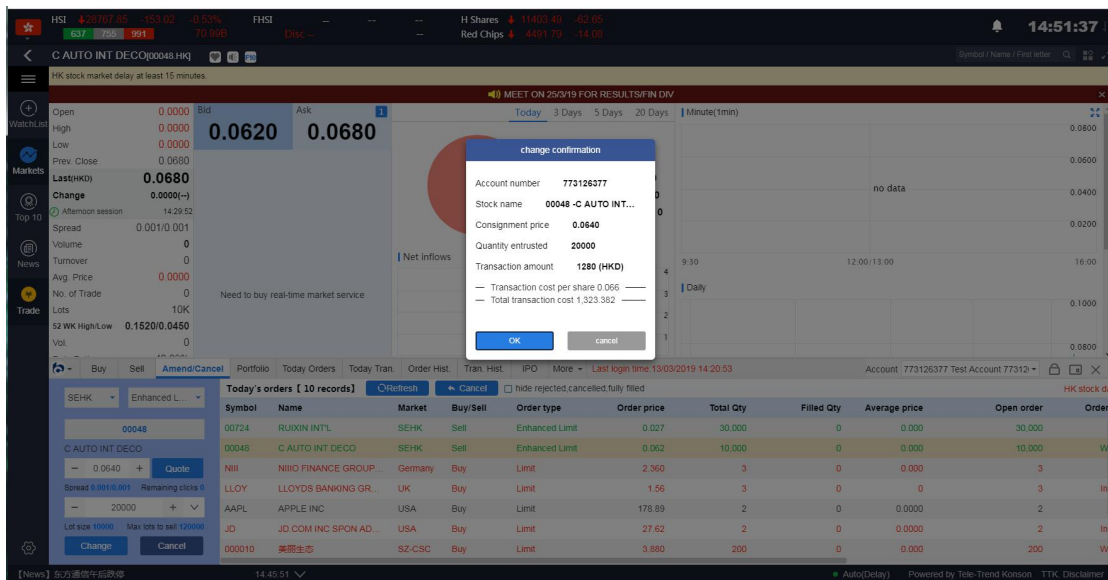 HSI 28767.85 -153.02 -0.53% FHSI -- -- -- H Shares 11403.49 -62.65
637 755 991 70.99B Disc -- -- Red Chips 4491.79 -14.08
14:51:37
C AUTO INT DECO[00048.HK]
Symbol / Name / First letter
HK stock market delay at least 15 minutes.
MEET ON 25/3/19 FOR RESULTS/FIN DIV
WatchList
Markets
Top 10
News
Trade
Open 0.0000
High 0.0000
Low 0.0000
Prev. Close 0.0680
Last(HKD) 0.0680
Change 0.0000(--)
Afternoon session 14:29:52
Spread 0.001/0.001
Volume 0
Turnover 0
Avg. Price 0.0000
No. of Trade 0
Lots 10K
52 WK High/Low 0.1520/0.0450
Vol. 0
Bid Ask 1
0.0620 0.0680
Need to buy real-time market service
Today 3 Days 5 Days 20 Days
Net inflows
4
3
2
1
Minute(1min)
0.0800
0.0600
no data
0.0400
0.0200
9:30 12:00/13:00 16:00
Daily
0.1000
0.0800
change confirmation
Account number 773126377
Stock name 00048 -C AUTO INT...
Consignment price 0.0640
Quantity entrusted 20000
Transaction amount 1280 (HKD)
— Transaction cost per share 0.066 —
— Total transaction cost 1,323.382 —
OK cancel
Buy Sell Amend/Cancel Portfolio Today Orders Today Tran. Order Hist. Tran. Hist. IPO More Last login time:13/03/2019 14:20:53 Account 773126377 Test Account 77312
SEHK Enhanced L...
00048
C AUTO INT DECO
− 0.0640 + Quote
Spread 0.001/0.001 Remaining clicks 0
− 20000 +
Lot size 10000 Max lots to sell 120000
Change Cancel
Today's orders【 10 records】 Refresh Cancel hide rejected,cancelled,fully filled HK stock d
Symbol Name Market Buy/Sell Order type Order price Total Qty Filled Qty Average price Open order Order
00724 RUIXIN INT'L SEHK Sell Enhanced Limit 0.027 30,000 0 0.000 30,000
00048 C AUTO INT DECO SEHK Sell Enhanced Limit 0.062 10,000 0 0.000 10,000 W
NIII NIIIO FINANCE GROUP... Germany Buy Limit 2.360 3 0 0.000 3
LLOY LLOYDS BANKING GR... UK Buy Limit 1.56 3 0 0 3 In
AAPL APPLE INC USA Buy Limit 178.89 2 0 0.0000 2
JD JD.COM INC SPON AD... USA Buy Limit 27.62 2 0 0.0000 2 In
000010 美丽生态 SZ-CSC Buy Limit 3.880 200 0 0.000 200 W
【News】东方通信午后跌停 14:45:51 Auto(Delay) Powered by Tele-Trend Konson TTK, Disclaimer